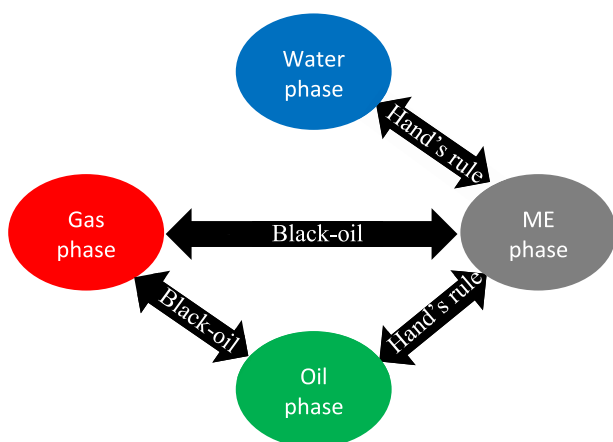 Water
phase
Hand's rule
Gas
phase
Black-oil
ME
phase
Black-oil
Hand's rule
Oil
phase